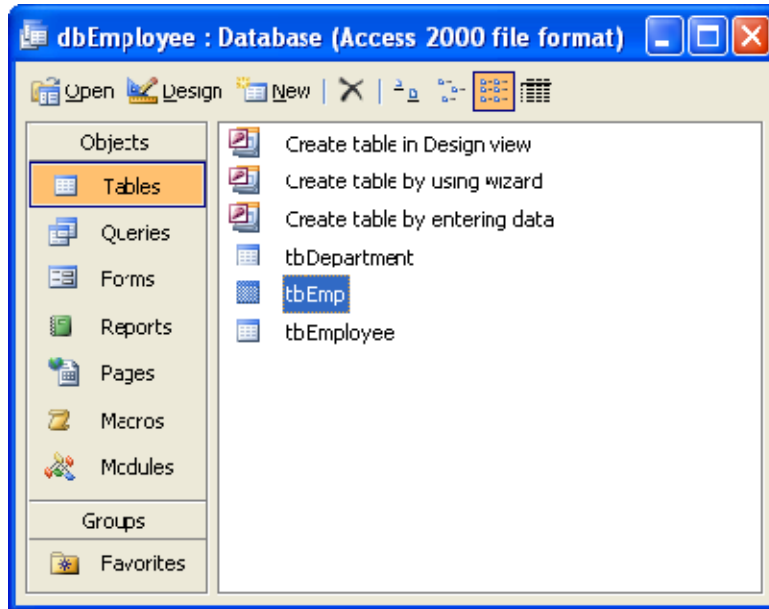 dbEmployee : Database (Access 2000 file format)
Open Design New
Objects
Tables
Queries
Forms
Reports
Pages
Macros
Modules
Groups
Favorites
Create table in Design view
Create table by using wizard
Create table by entering data
tbDepartment
tbEmp
tbEmployee